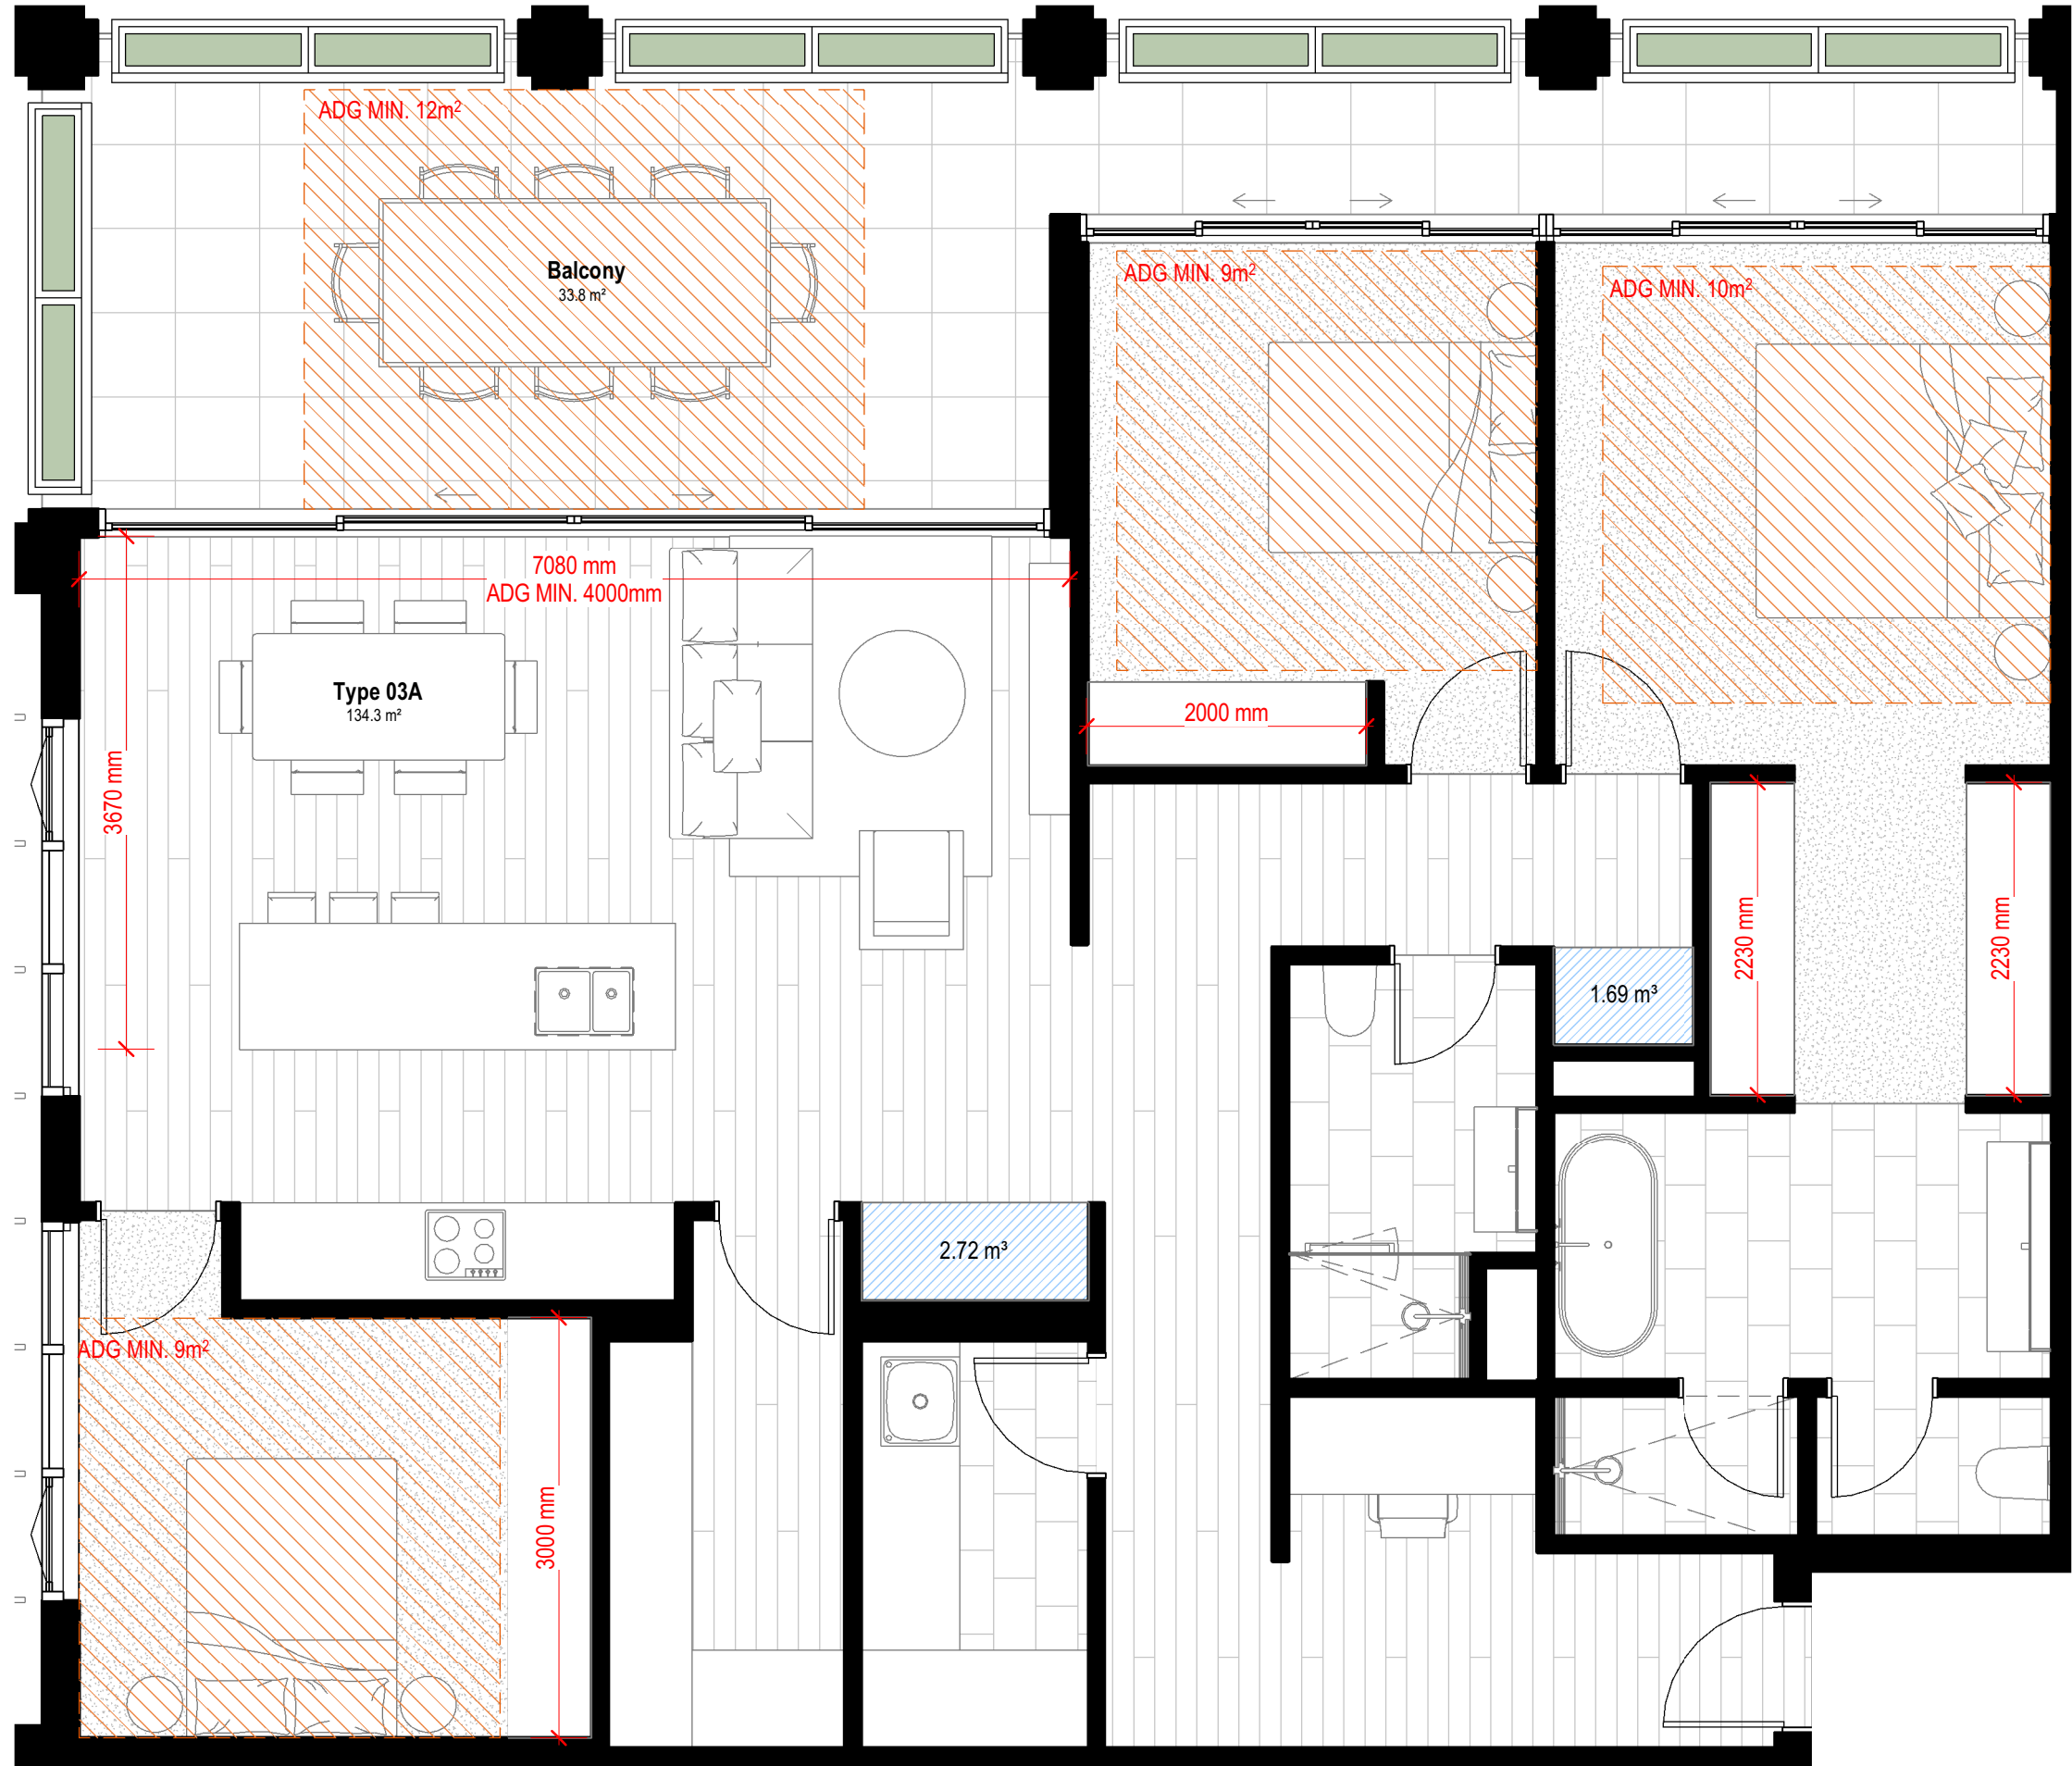 ADG MIN. 12m²
Balcony
33.8 m²
ADG MIN. 9m²
ADG MIN. 10m²
7080 mm
ADG MIN. 4000mm
Type 03A
134.3 m²
2000 mm
3670 mm
2230 mm
2230 mm
1.69 m³
2.72 m³
ADG MIN. 9m²
3000 mm